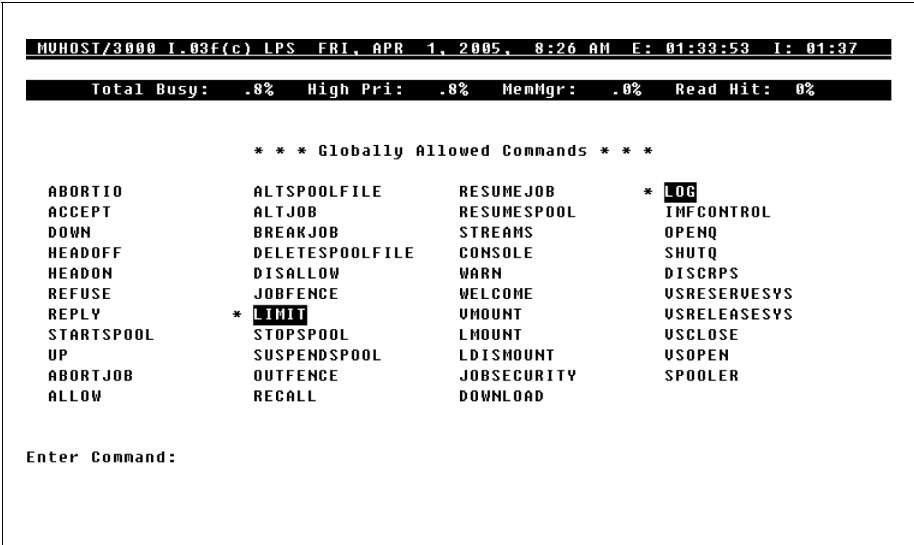 MVHOST/3000 I.03f(c) LPS  FRI, APR  1, 2005,  8:26 AM  E: 01:33:53  I: 01:37
Total Busy:   .8%   High Pri:   .8%   MemMgr:   .0%   Read Hit:  0%
* * * Globally Allowed Commands * * *
ABORTIO ALTSPOOLFILE RESUMEJOB * LOG
ACCEPT ALTJOB RESUMESPOOL IMFCONTROL
DOWN BREAKJOB STREAMS OPENQ
HEADOFF DELETESPOOLFILE CONSOLE SHUTQ
HEADON DISALLOW WARN DISCRPS
REFUSE JOBFENCE WELCOME VSRESERVESYS
REPLY * LIMIT VMOUNT VSRELEASESYS
STARTSPOOL STOPSPOOL LMOUNT VSCLOSE
UP SUSPENDSPOOL LDISMOUNT VSOPEN
ABORTJOB OUTFENCE JOBSECURITY SPOOLER
ALLOW RECALL DOWNLOAD
Enter Command: